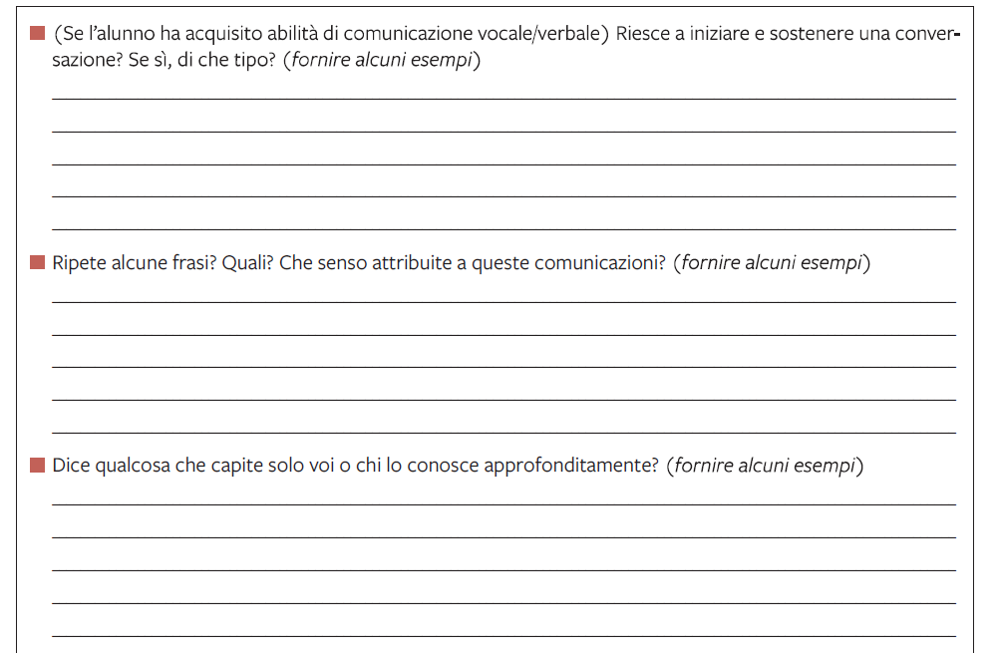 (Se l'alunno ha acquisito abilità di comunicazione vocale/verbale) Riesce a iniziare e sostenere una conver-
sazione? Se sì, di che tipo? (fornire alcuni esempi)
Ripete alcune frasi? Quali? Che senso attribuite a queste comunicazioni? (fornire alcuni esempi)
Dice qualcosa che capite solo voi o chi lo conosce approfonditamente? (fornire alcuni esempi)